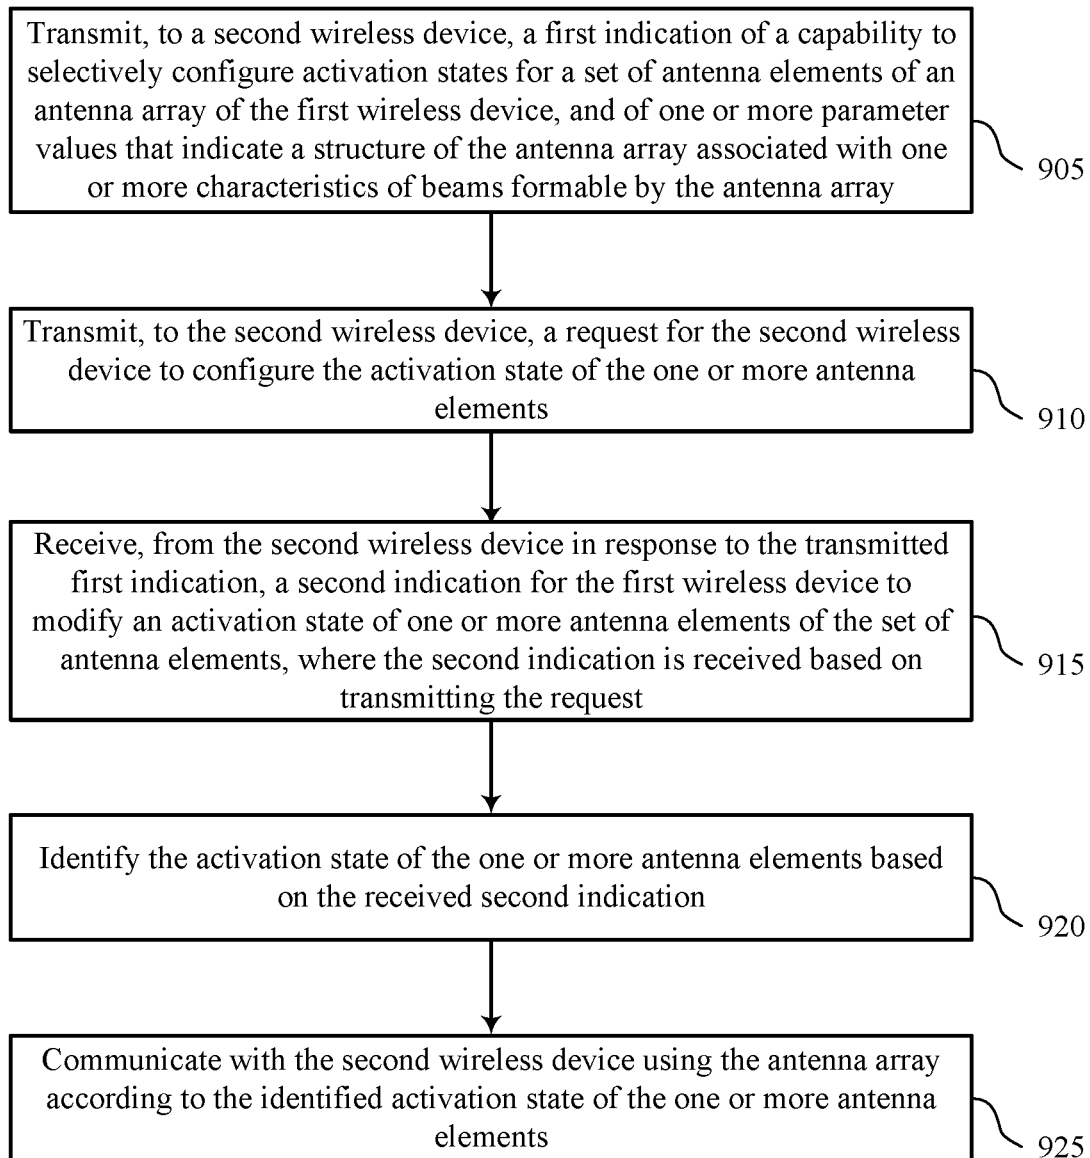 Transmit, to a second wireless device, a first indication of a capability to
selectively configure activation states for a set of antenna elements of an
antenna array of the first wireless device, and of one or more parameter
values that indicate a structure of the antenna array associated with one
or more characteristics of beams formable by the antenna array
905
Transmit, to the second wireless device, a request for the second wireless
device to configure the activation state of the one or more antenna
elements
910
Receive, from the second wireless device in response to the transmitted
first indication, a second indication for the first wireless device to
modify an activation state of one or more antenna elements of the set of
antenna elements, where the second indication is received based on
transmitting the request
915
Identify the activation state of the one or more antenna elements based
on the received second indication
920
Communicate with the second wireless device using the antenna array
according to the identified activation state of the one or more antenna
elements
925